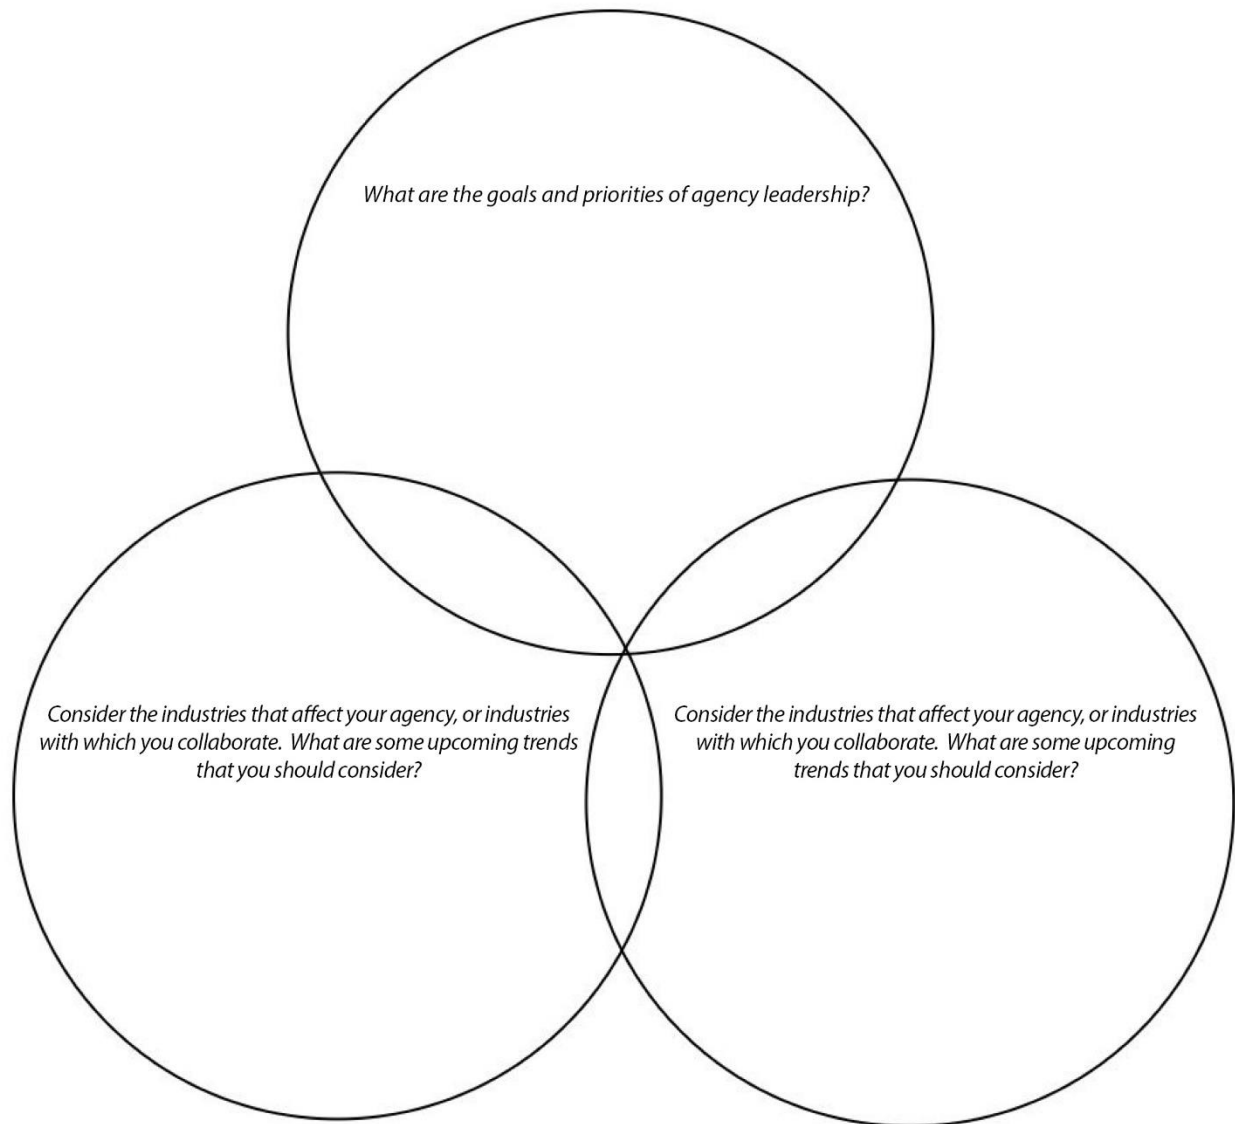 What are the goals and priorities of agency leadership?
Consider the industries that affect your agency, or industries
with which you collaborate.  What are some upcoming trends
that you should consider?
Consider the industries that affect your agency, or industries
with which you collaborate.  What are some upcoming
trends that you should consider?